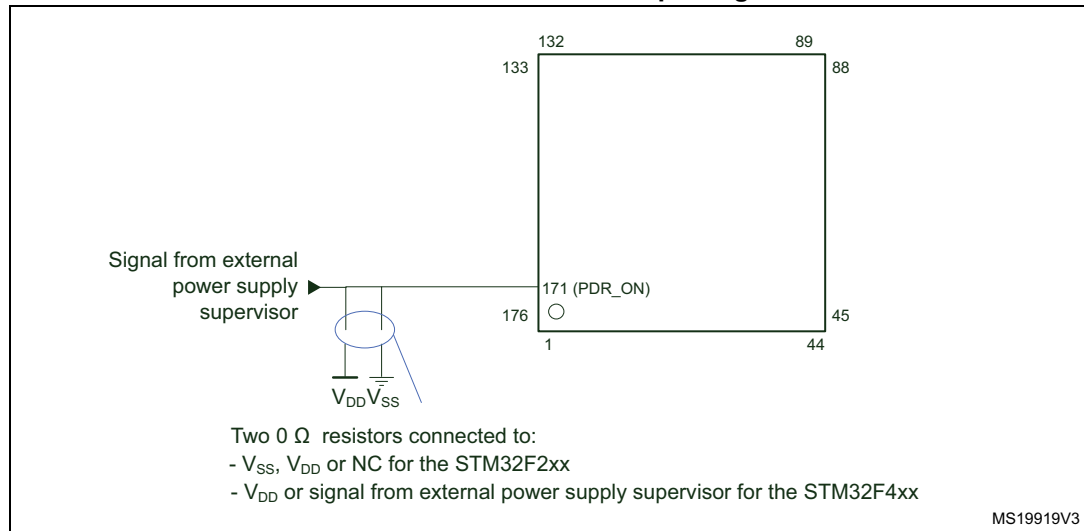 132
89
133
88
Signal from external
power supply
supervisor
171 (PDR_ON)
176
45
1
44
VDD VSS
Two 0 Ω resistors connected to:
- VSS, VDD or NC for the STM32F2xx
- VDD or signal from external power supply supervisor for the STM32F4xx
MS19919V3